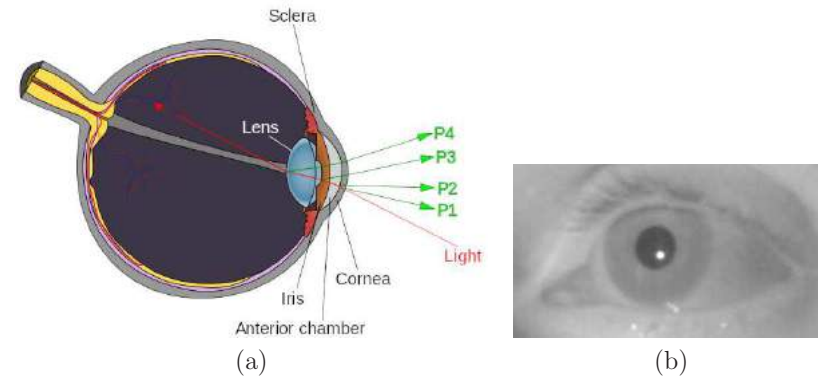 Sclera
Lens
P4
P3
P2
P1
Light
Cornea
Iris
Anterior chamber
(a)
(b)